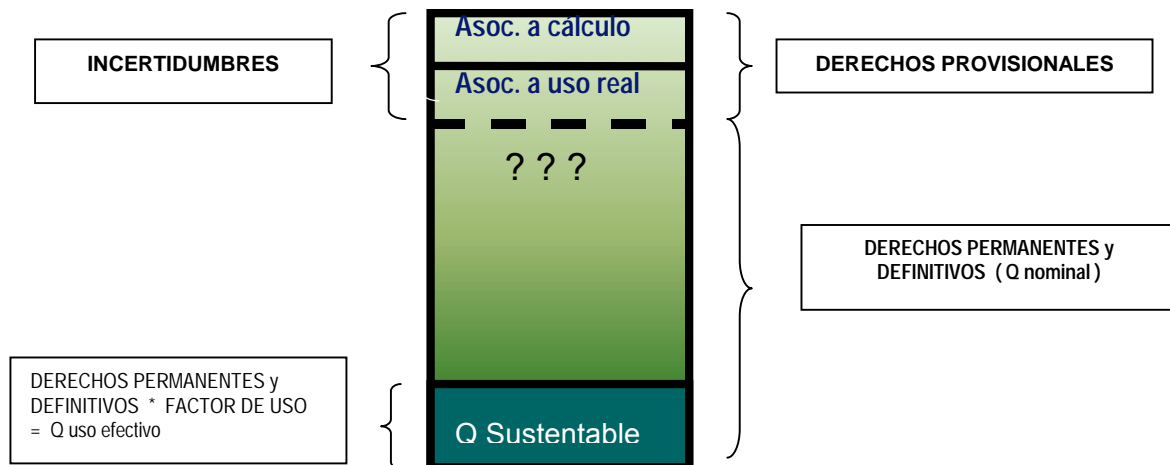 Asoc. a cálculo
INCERTIDUMBRES
DERECHOS PROVISIONALES
Asoc. a uso real
? ? ?
DERECHOS PERMANENTES y
DEFINITIVOS ( Q nominal )
DERECHOS PERMANENTES y
DEFINITIVOS * FACTOR DE USO
= Q uso efectivo
Q Sustentable